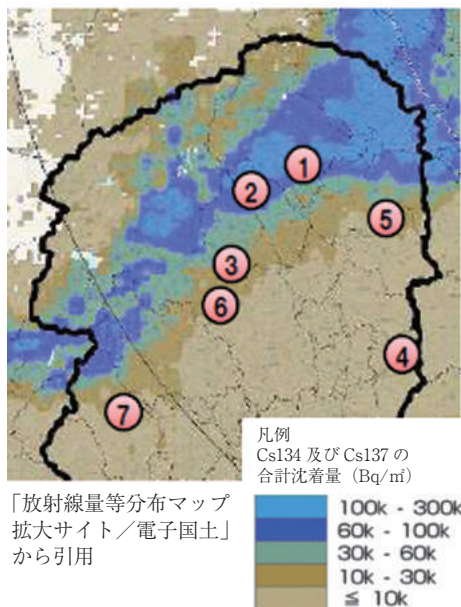 1
2
5
3
6
4
7
凡例
Cs134 及び Cs137 の
合計沈着量（Bq/㎡）
「放射線量等分布マップ
拡大サイト／電子国土」
から引用
100k - 300k
60k - 100k
30k - 60k
10k - 30k
≦ 10k